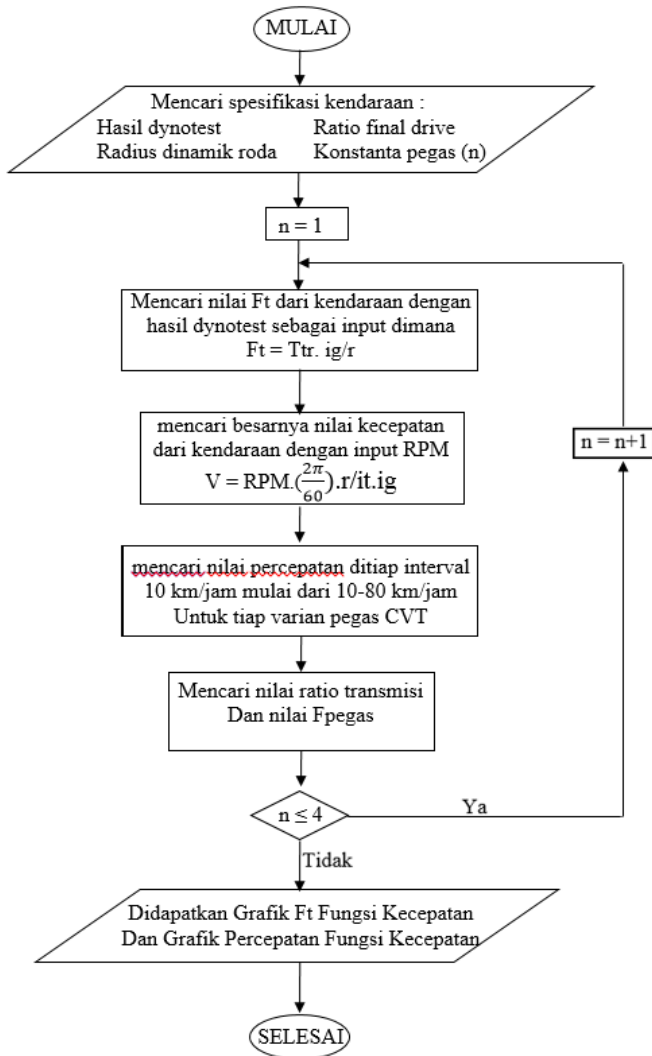 MULAI
Mencari spesifikasi kendaraan :
Hasil dynotest Ratio final drive
Radius dinamik roda Konstanta pegas (n)
n = 1
Mencari nilai Ft dari kendaraan dengan
hasil dynotest sebagai input dimana
Ft = Ttr. ig/r
mencari besarnya nilai kecepatan
dari kendaraan dengan input RPM
V = RPM.(2π/60).r/it.ig
n = n+1
mencari nilai percepatan ditiap interval
10 km/jam mulai dari 10-80 km/jam
Untuk tiap varian pegas CVT
Mencari nilai ratio transmisi
Dan nilai Fpegas
n ≤ 4
Ya
Tidak
Didapatkan Grafik Ft Fungsi Kecepatan
Dan Grafik Percepatan Fungsi Kecepatan
SELESAI